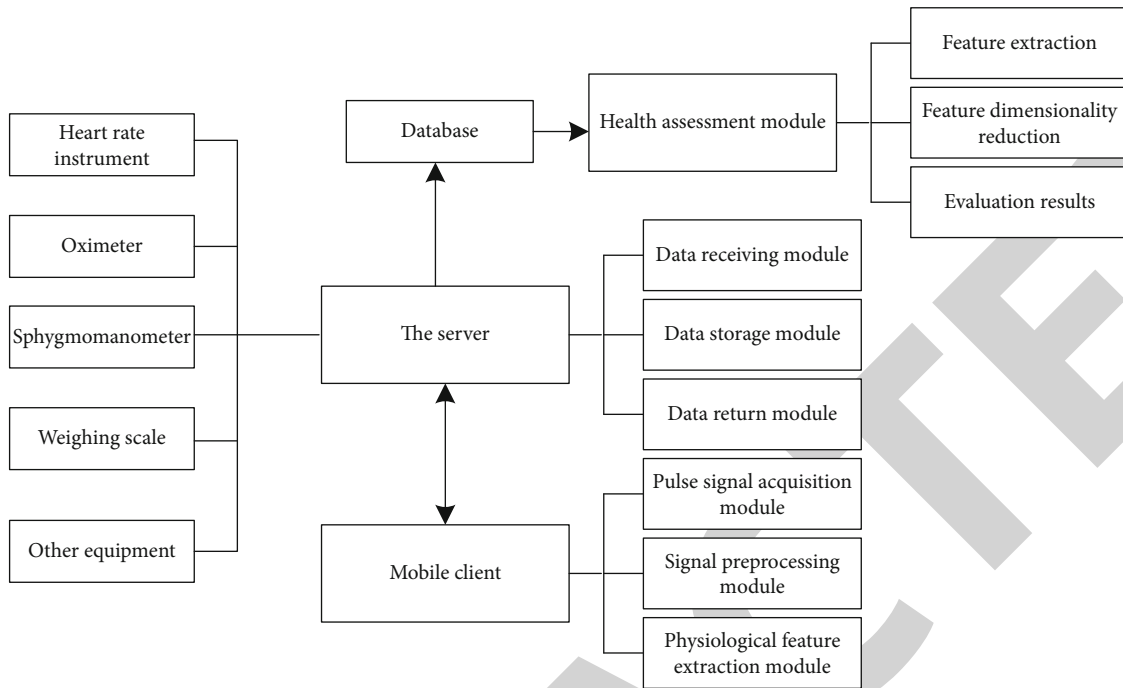 Heart rate
instrument
Oximeter
Sphygmomanometer
Weighing scale
Other equipment
Database
The server
Mobile client
Health assessment module
Feature extraction
Feature dimensionality
reduction
Evaluation results
Data receiving module
Data storage module
Data return module
Pulse signal acquisition
module
Signal preprocessing
module
Physiological feature
extraction module